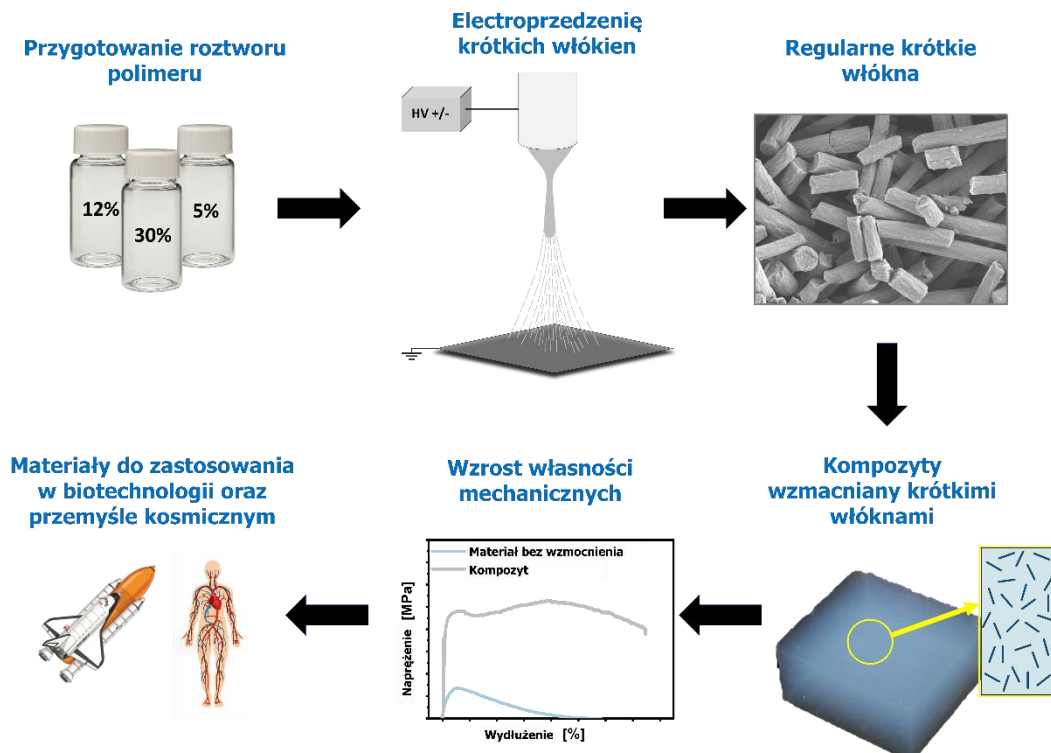 Przygotowanie roztworu
polimeru
12%
30%
5%
Electroprzedzenię
krótkich włókien
HV +/-
Regularne krótkie
włókna
Kompozyty
wzmacniany krótkimi
włóknami
Wzrost własności
mechanicznych
Materiał bez wzmocnienia
Kompozyt
Naprężenie [MPa]
Wydłużenie [%]
Materiały do zastosowania
w biotechnologii oraz
przemyśle kosmicznym